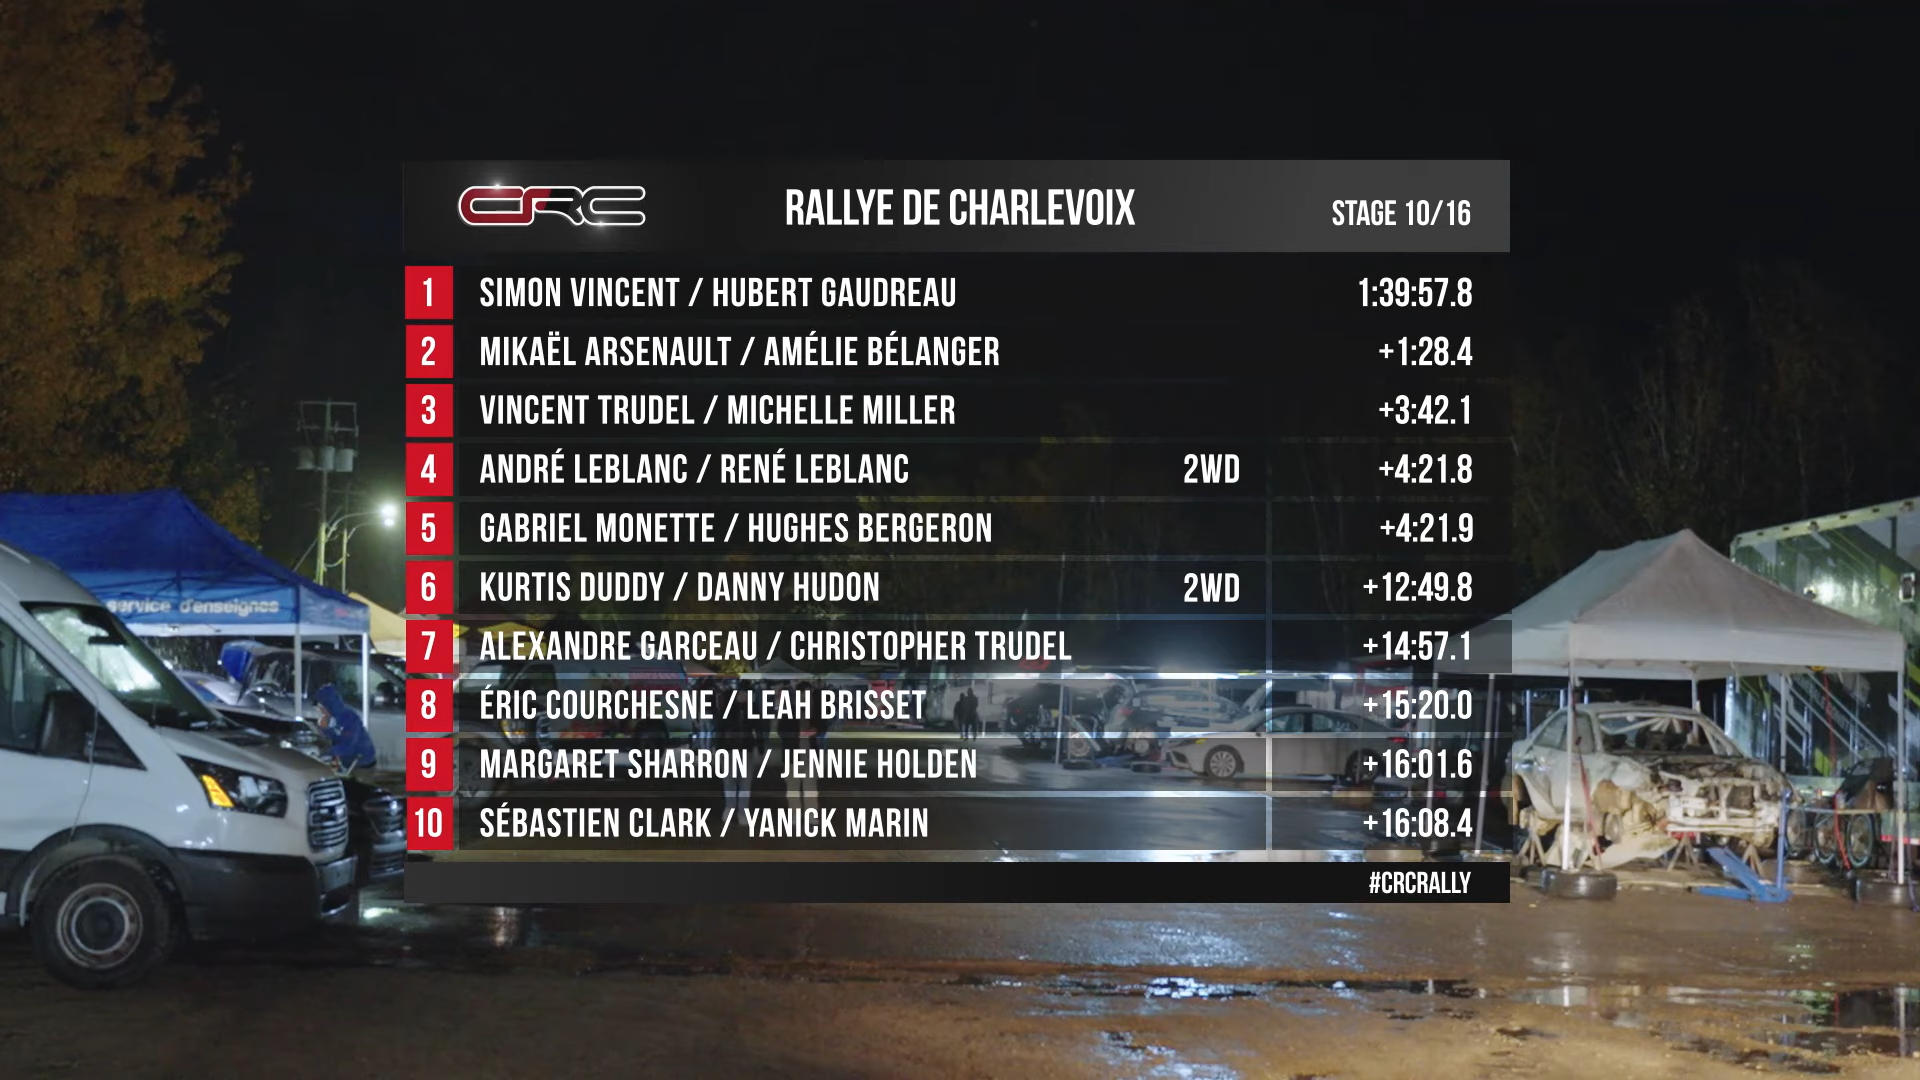 CRC
RALLYE DE CHARLEVOIX
STAGE 10/16
1 SIMON VINCENT / HUBERT GAUDREAU 1:39:57.8
2 MIKAËL ARSENAULT / AMÉLIE BÉLANGER +1:28.4
3 VINCENT TRUDEL / MICHELLE MILLER +3:42.1
4 ANDRÉ LEBLANC / RENÉ LEBLANC 2WD +4:21.8
5 GABRIEL MONETTE / HUGHES BERGERON +4:21.9
6 KURTIS DUDDY / DANNY HUDON 2WD +12:49.8
service d'enseignes
7 ALEXANDRE GARCEAU / CHRISTOPHER TRUDEL +14:57.1
8 ÉRIC COURCHESNE / LEAH BRISSET +15:20.0
9 MARGARET SHARRON / JENNIE HOLDEN +16:01.6
10 SÉBASTIEN CLARK / YANICK MARIN +16:08.4
#CRCRALLY